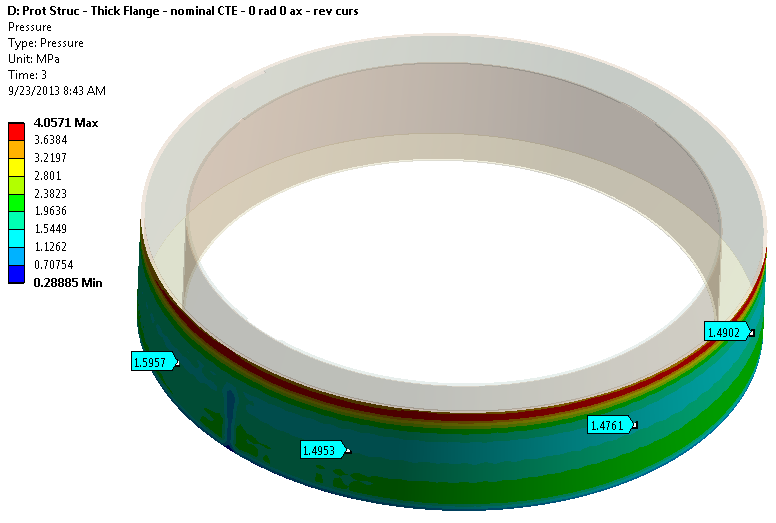 D: Prot Struc - Thick Flange - nominal CTE - 0 rad 0 ax - rev curs
Pressure
Type: Pressure
Unit: MPa
Time: 3
9/23/2013 8:43 AM
4.0571 Max
3.6384
3.2197
2.801
2.3823
1.9636
1.5449
1.1262
0.70754
0.28885 Min
1.4902
1.5957
1.4761
1.4953